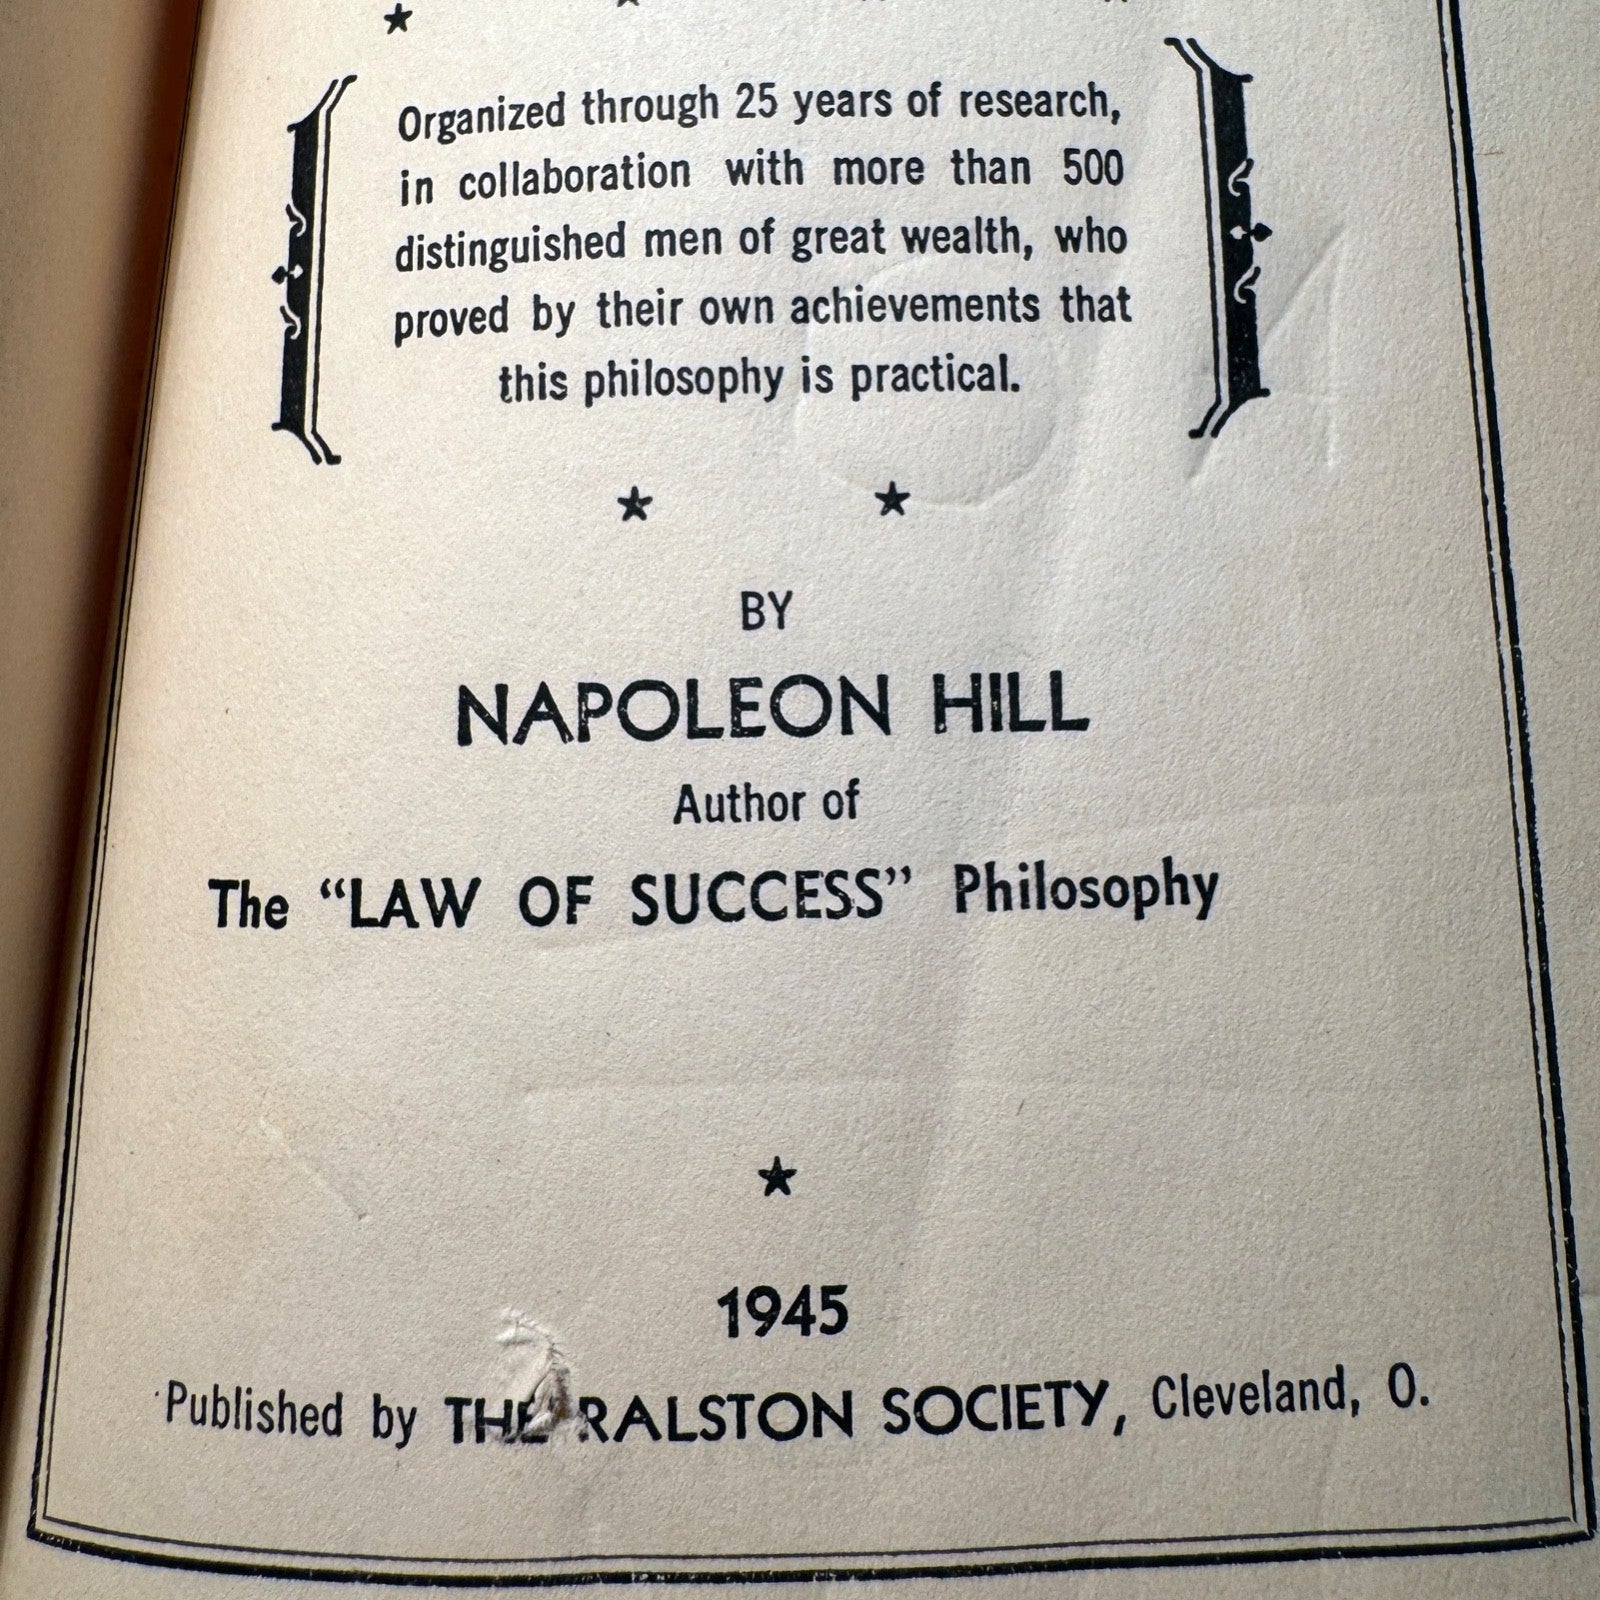 Organized through 25 years of research,
in collaboration with more than 500
distinguished men of great wealth, who
proved by their own achievements that
this philosophy is practical.
BY
NAPOLEON HILL
Author of
The “LAW OF SUCCESS” Philosophy
1945
Published by THE RALSTON SOCIETY, Cleveland, O.